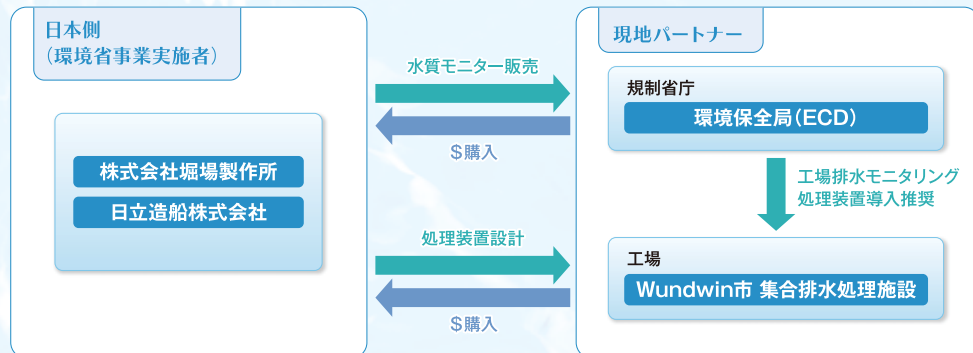 日本側
（環境省事業実施者）
株式会社堀場製作所
日立造船株式会社
水質モニター販売
$購入
処理装置設計
$購入
現地パートナー
規制省庁
環境保全局（ECD）
工場排水モニタリング
処理装置導入推奨
工場
Wundwin市 集合排水処理施設